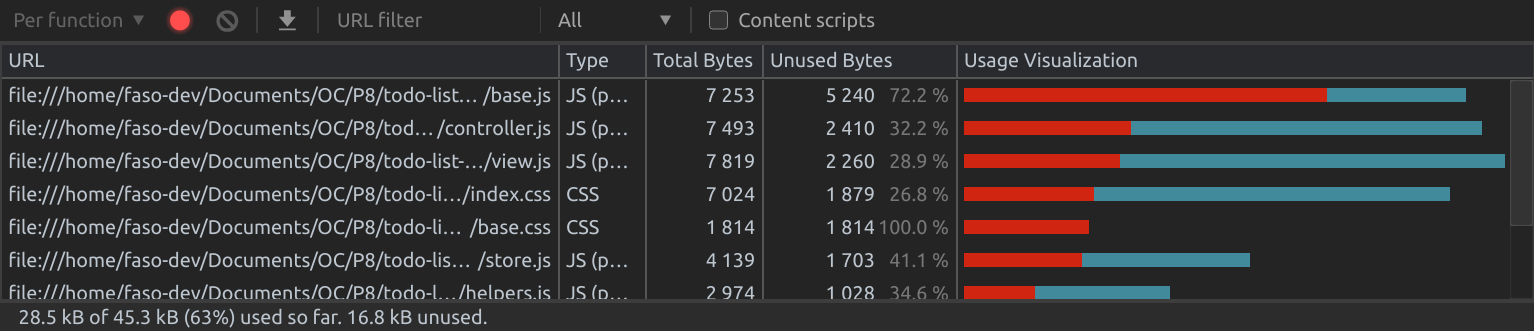 Per function URL filter All Content scripts
URL Type Total Bytes Unused Bytes Usage Visualization
file:///home/faso-dev/Documents/OC/P8/todo-list… /base.js JS (p… 7 253 5 240 72.2 %
file:///home/faso-dev/Documents/OC/P8/tod… /controller.js JS (p… 7 493 2 410 32.2 %
file:///home/faso-dev/Documents/OC/P8/todo-list-…/view.js JS (p… 7 819 2 260 28.9 %
file:///home/faso-dev/Documents/OC/P8/todo-li…/index.css CSS 7 024 1 879 26.8 %
file:///home/faso-dev/Documents/OC/P8/todo-li… /base.css CSS 1 814 1 814 100.0 %
file:///home/faso-dev/Documents/OC/P8/todo-lis… /store.js JS (p… 4 139 1 703 41.1 %
file:///home/faso-dev/Documents/OC/P8/todo-l…/helpers.js JS (p… 2 974 1 028 34.6 %
28.5 kB of 45.3 kB (63%) used so far. 16.8 kB unused.